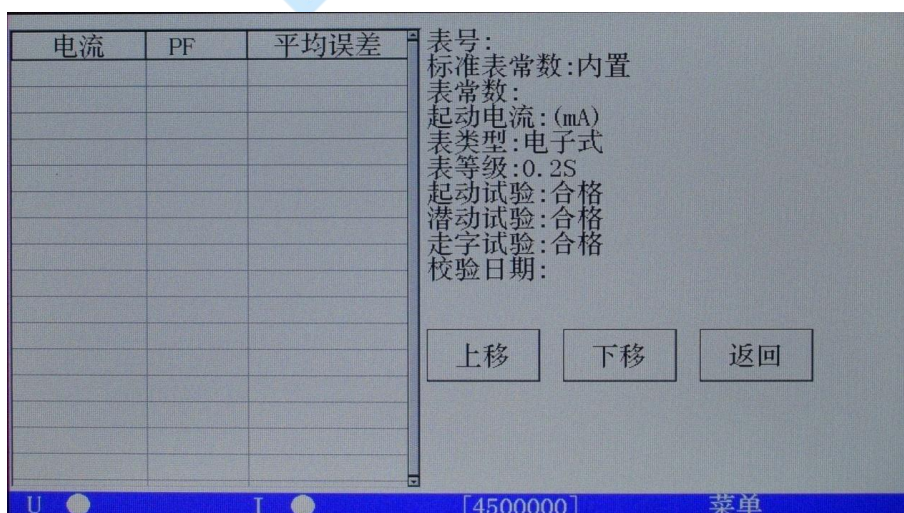 电流 PF 平均误差
表号:
标准表常数:内置
表常数:
起动电流:(mA)
表类型:电子式
表等级:0.2S
起动试验:合格
潜动试验:合格
走字试验:合格
校验日期:
上移 下移 返回
U I [4500000] 菜单